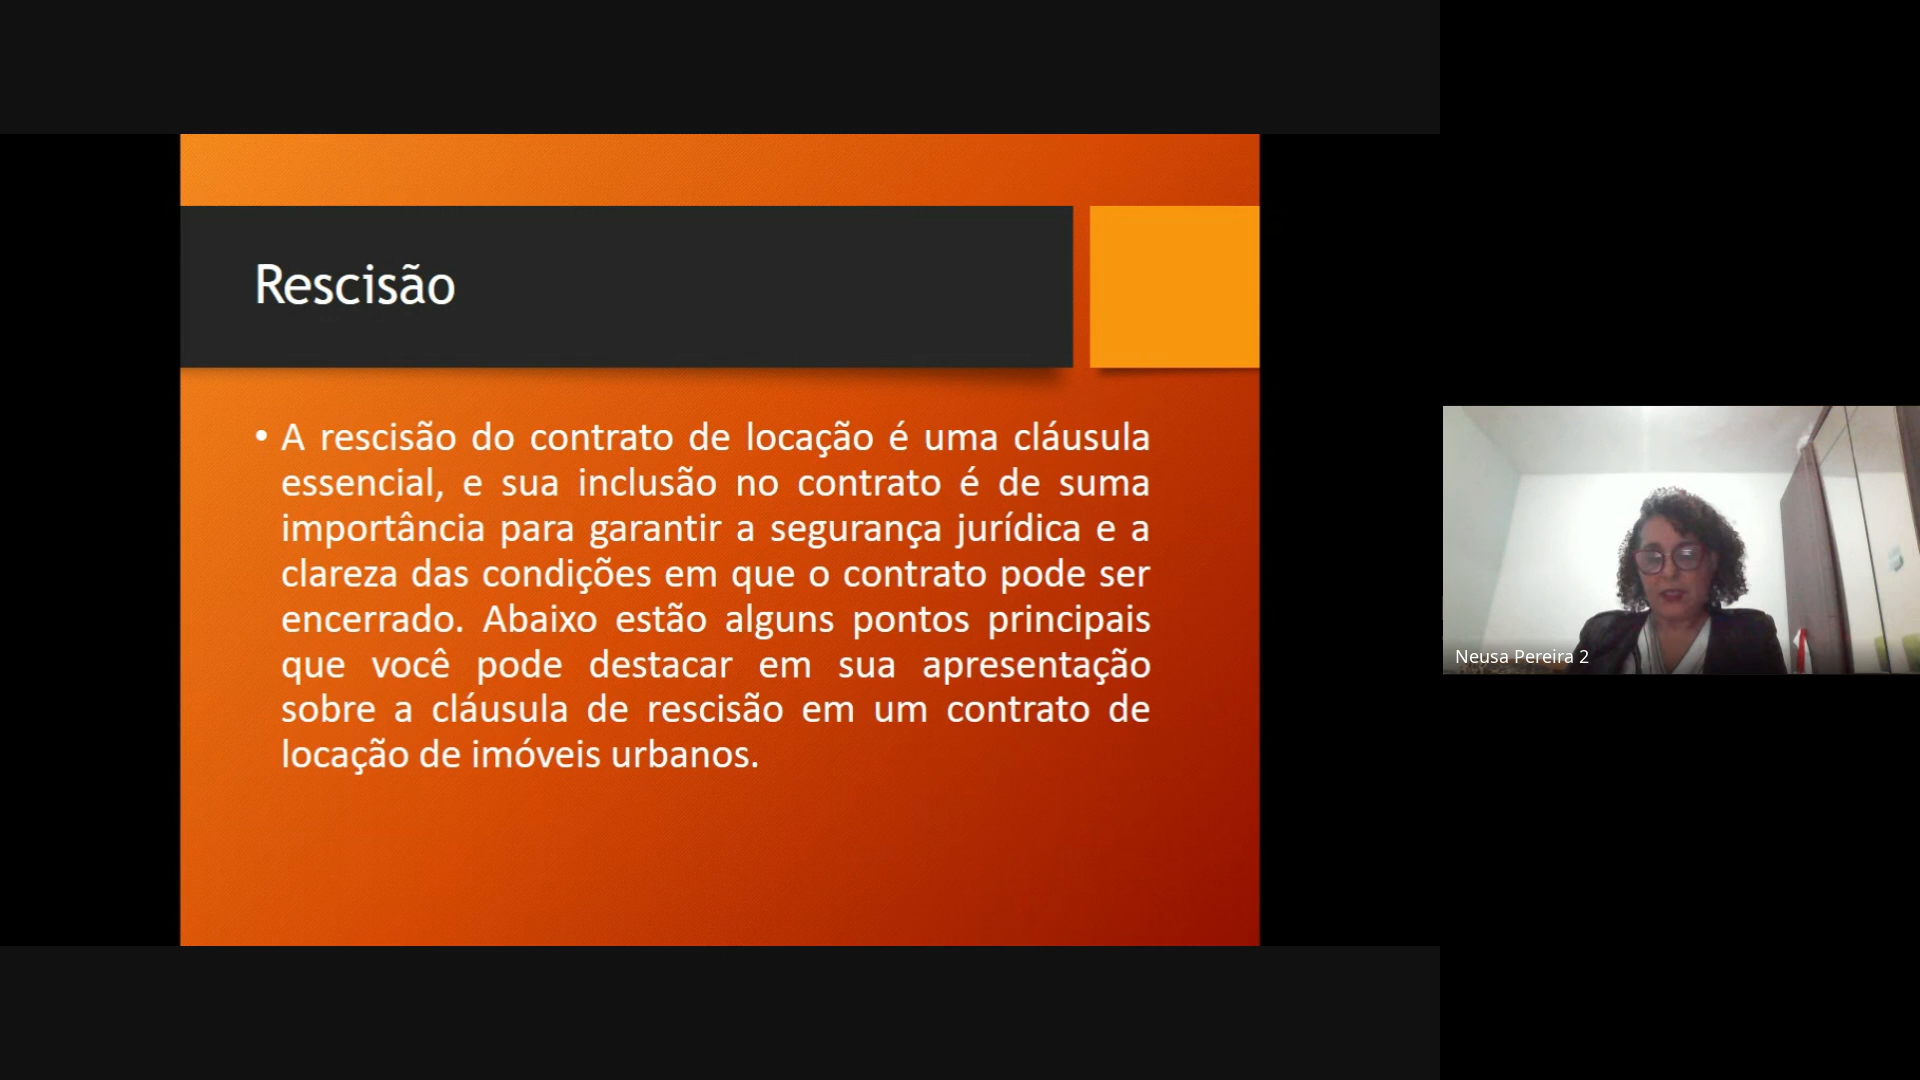 Rescisão
• A rescisão do contrato de locação é uma cláusula
essencial, e sua inclusão no contrato é de suma
importância para garantir a segurança jurídica e a
clareza das condições em que o contrato pode ser
encerrado. Abaixo estão alguns pontos principais
que você pode destacar em sua apresentação
sobre a cláusula de rescisão em um contrato de
locação de imóveis urbanos.
Neusa Pereira 2